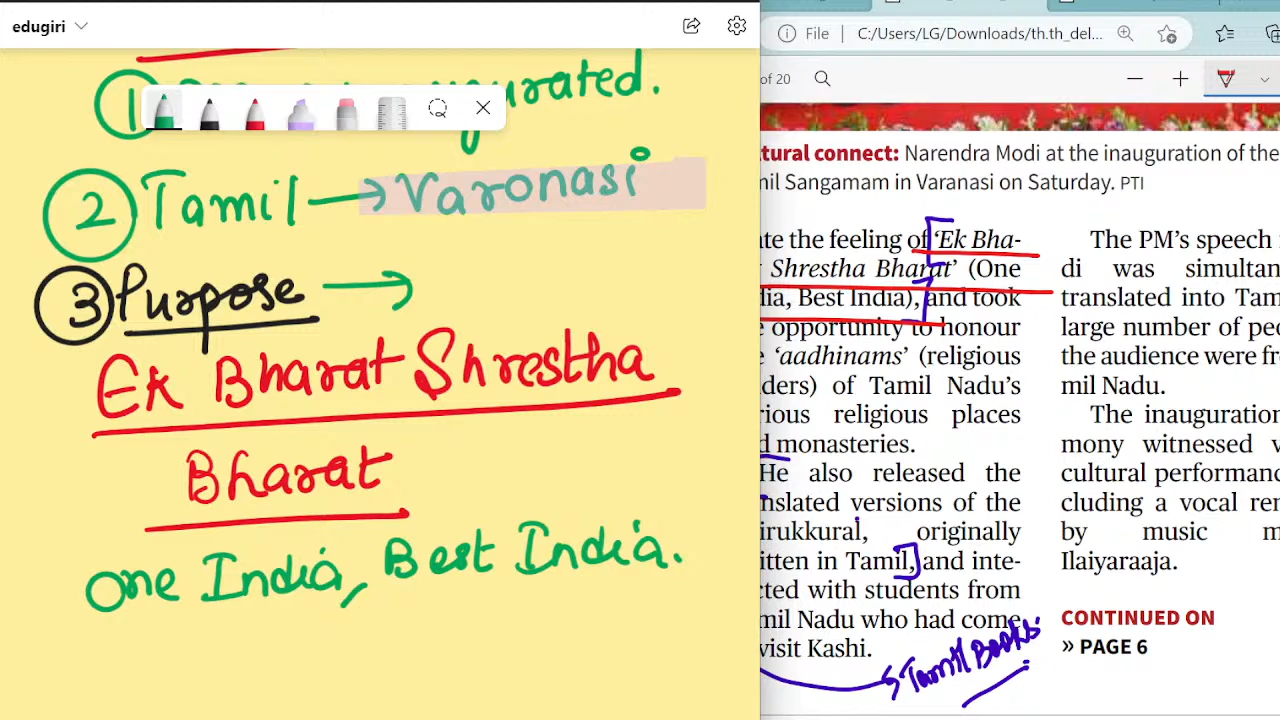 edugiri
① urated.
② Tamil → Varonasi
③ Purpose →
Ek Bharat Shrestha
Bharat
One India, Best India.
File C:/Users/LG/Downloads/th.th_del...
of 20
tural connect: Narendra Modi at the inauguration of the
mil Sangamam in Varanasi on Saturday. PTI
ate the feeling of ‘Ek Bha-
Shrestha Bharat’ (One
dia, Best India), and took
e opportunity to honour
e ‘aadhinams’ (religious
ders) of Tamil Nadu’s
rious religious places
d monasteries.
He also released the
nslated versions of the
irukkural, originally
itten in Tamil, and inte-
cted with students from
mil Nadu who had come
visit Kashi.
Tamil Books.
The PM’s speech
di was simultan
translated into Tam
large number of peo
the audience were fr
mil Nadu.
The inauguration
mony witnessed v
cultural performanc
cluding a vocal ren
by music m
Ilaiyaraaja.
CONTINUED ON
» PAGE 6